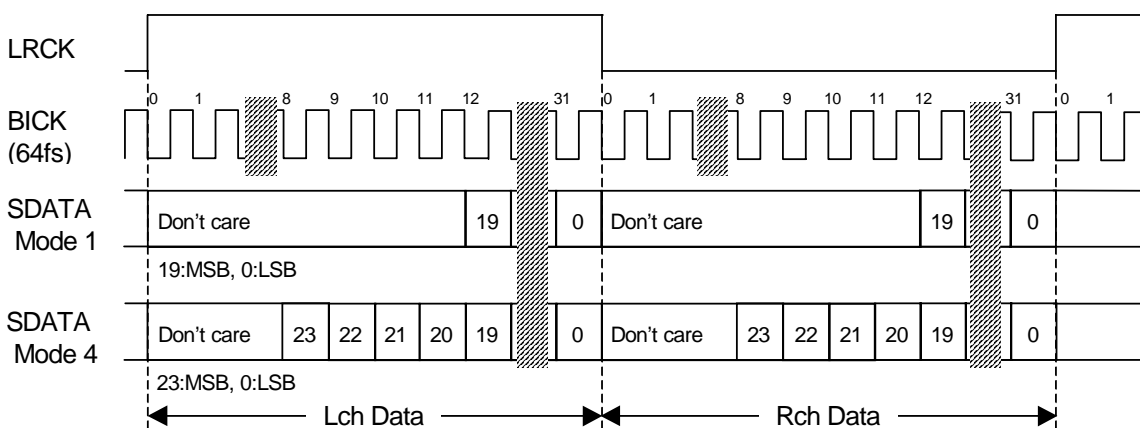 LRCK
BICK
(64fs)
0 1 8 9 10 11 12 31 0 1 8 9 10 11 12 31 0 1
SDATA
Mode 1
Don't care 19 0 Don't care 19 0
19:MSB, 0:LSB
SDATA
Mode 4
Don't care 23 22 21 20 19 0 Don't care 23 22 21 20 19 0
23:MSB, 0:LSB
Lch Data Rch Data